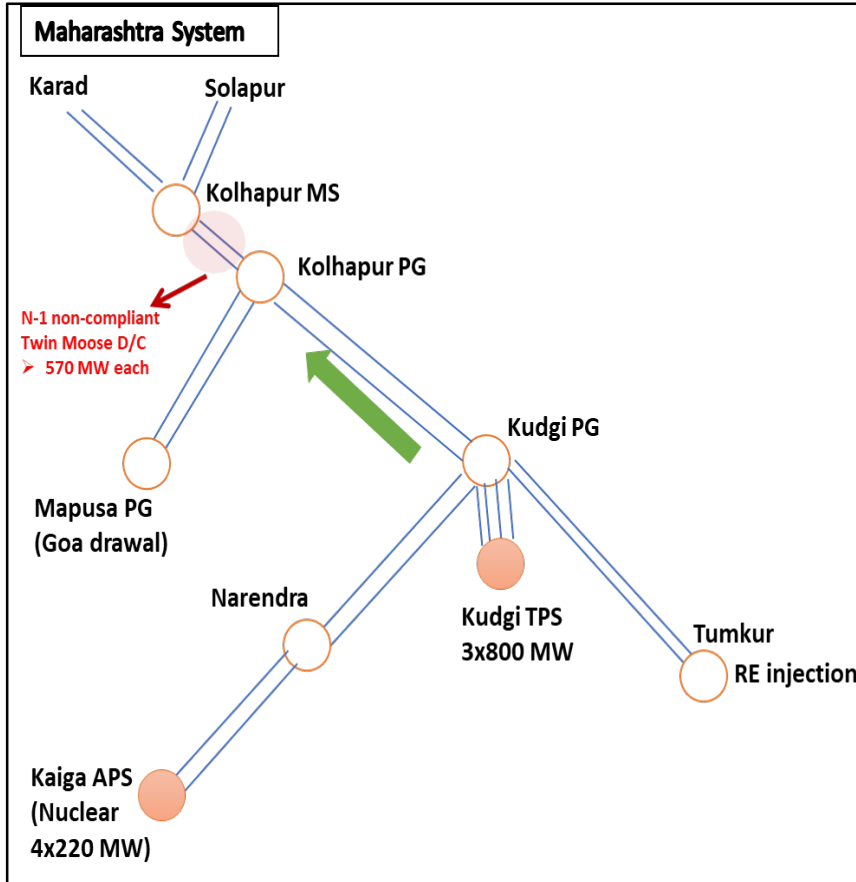 Maharashtra System
Karad
Solapur
Kolhapur MS
Kolhapur PG
N-1 non-compliant
Twin Moose D/C
➢ 570 MW each
Kudgi PG
Mapusa PG
(Goa drawal)
Narendra
Kudgi TPS
3x800 MW
Tumkur
RE injection
Kaiga APS
(Nuclear
4x220 MW)